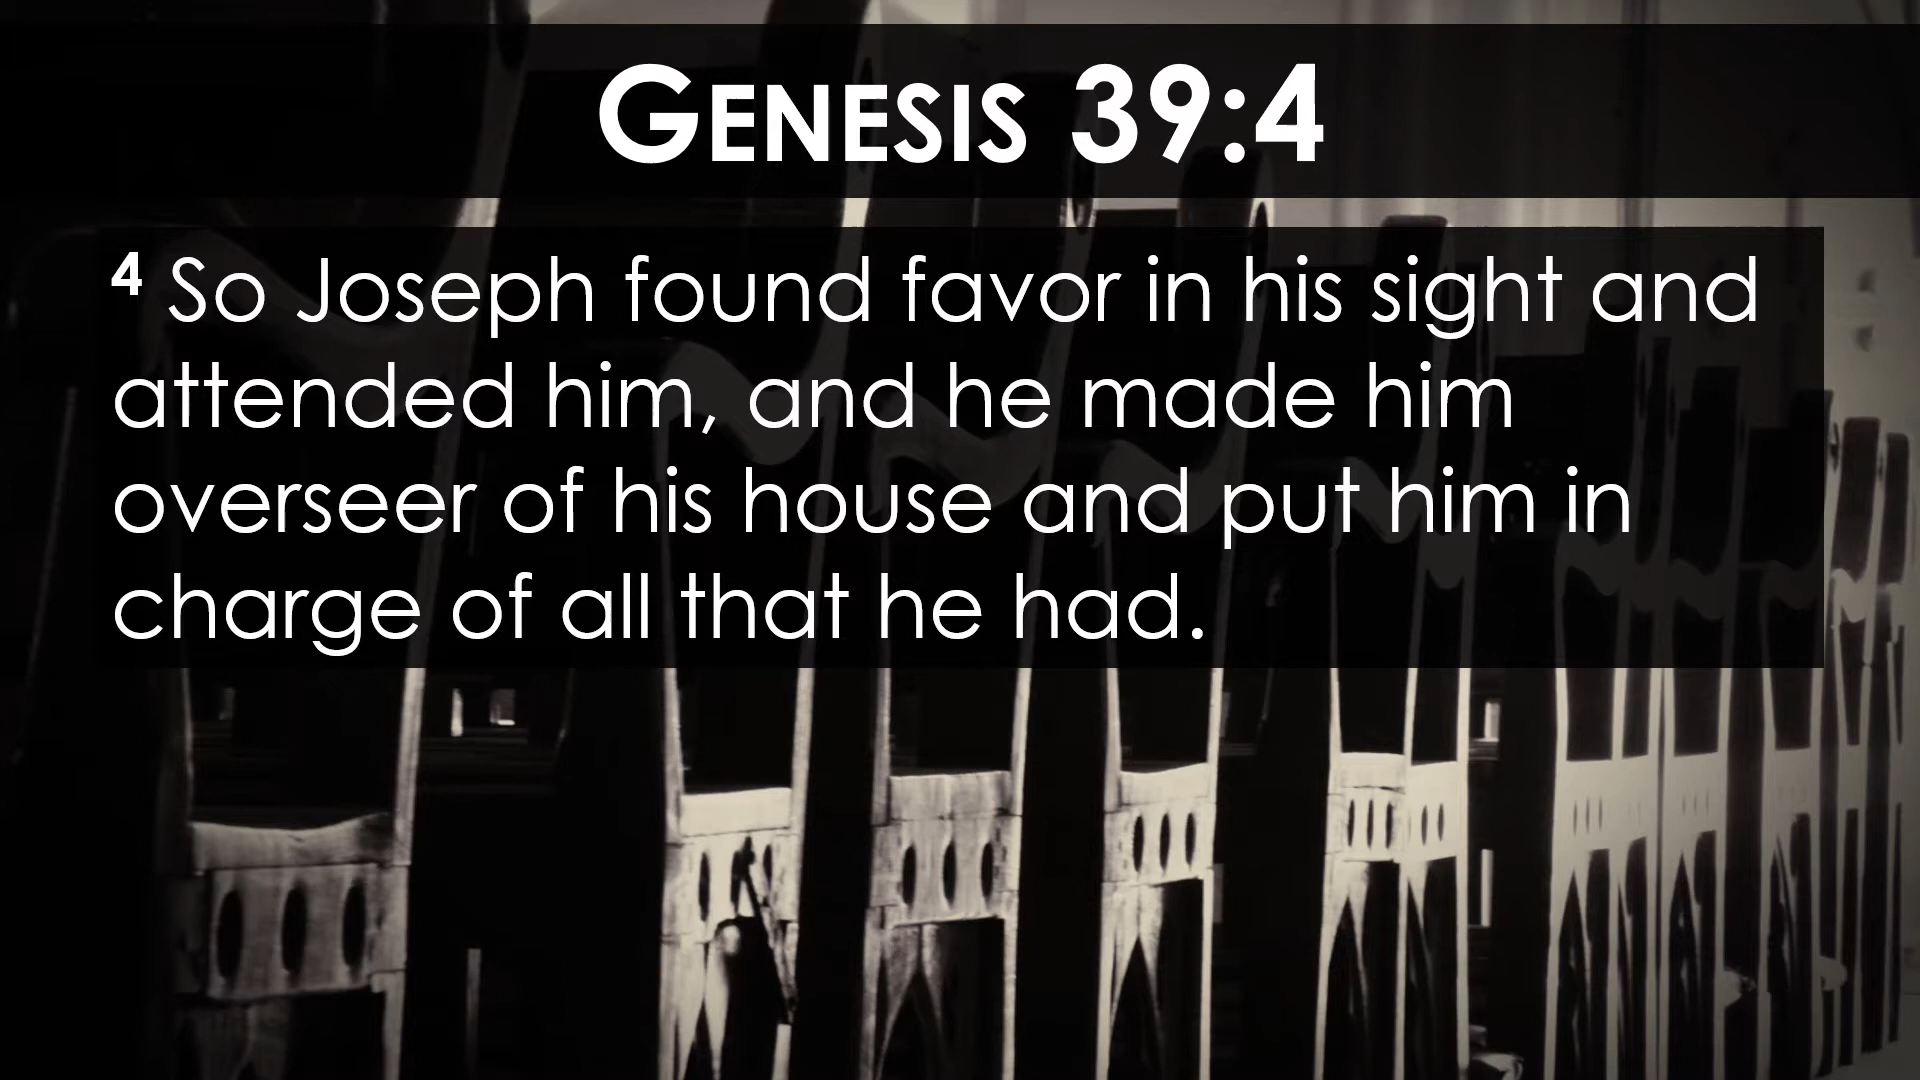 GENESIS 39:4
4 So Joseph found favor in his sight and
attended him, and he made him
overseer of his house and put him in
charge of all that he had.